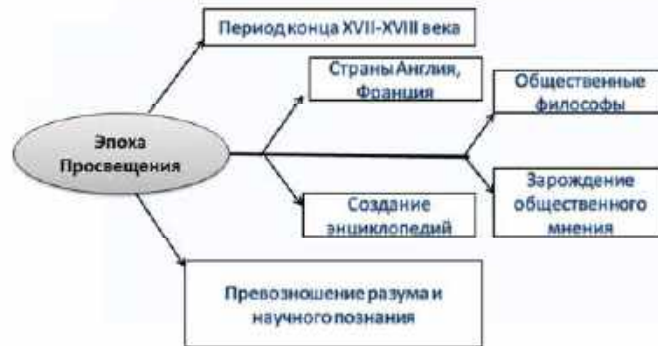 Период конца XVII-XVIII века
Страны Англия,
Франция
Общественные
философы
Эпоха
Просвещения
Создание
энциклопедий
Зарождение
общественного
мнения
Превозношение разума и
научного познания